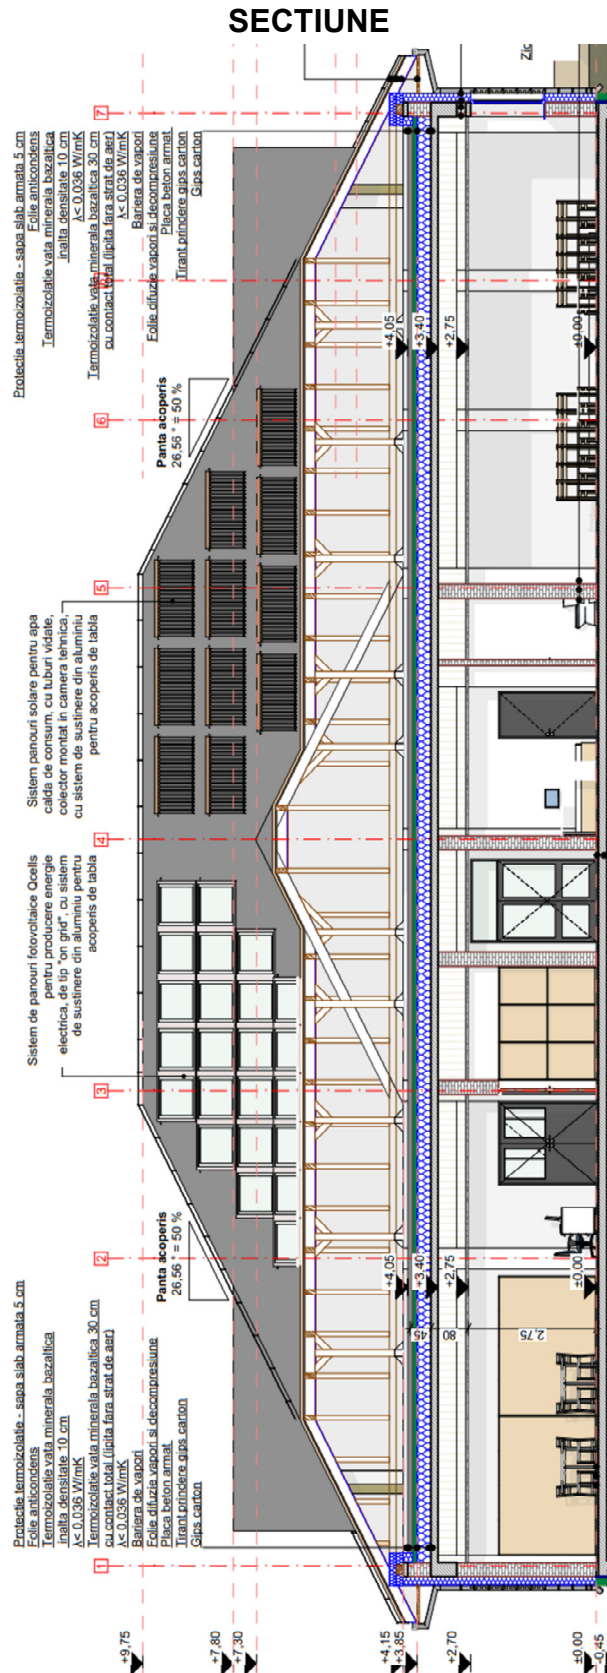 SECTIUNE
Protectie termoizolatie - sapa slab armata 5 cm
Folie anticondens
Termoizolatie vata minerala bazaltica
inalta densitate 10 cm
λ< 0,036 W/mK
Termoizolatie vata minerala bazaltica 30 cm
cu contact total (lipita fara strat de aer)
λ< 0,036 W/mK
Bariera de vapori
Folie difuzie vapori si decompresiune
Placa beton armat
Tirant prindere gips carton
Gips carton
Sistem de panouri fotovoltaice Qcells
pentru producere energie
electrica, de tip "on grid", cu sistem
de sustinere din aluminiu pentru
acoperis de tabla
Sistem panouri solare pentru apa
calda de consum, cu tuburi vidate,
colector montat in camera tehnica,
cu sistem de sustinere din aluminiu
pentru acoperis de tabla
Protectie termoizolatie - sapa slab armata 5 cm
Folie anticondens
Termoizolatie vata minerala bazaltica
inalta densitate 10 cm
λ< 0,036 W/mK
Termoizolatie vata minerala bazaltica 30 cm
cu contact total (lipita fara strat de aer)
λ< 0,036 W/mK
Bariera de vapori
Folie difuzie vapori si decompresiune
Placa beton armat
Tirant prindere gips carton
Gips carton
1
2
3
4
5
6
7
Panta acoperis
26,56 ° = 50 %
Panta acoperis
26,56 ° = 50 %
+9,75
+7,80
+7,30
+4,15
+3,85
+2,70
±0,00
-0,45
+4,05
+3,40
+2,75
±0,00
45
80
2,75
+4,05
+3,40
+2,75
±0,00
Zic